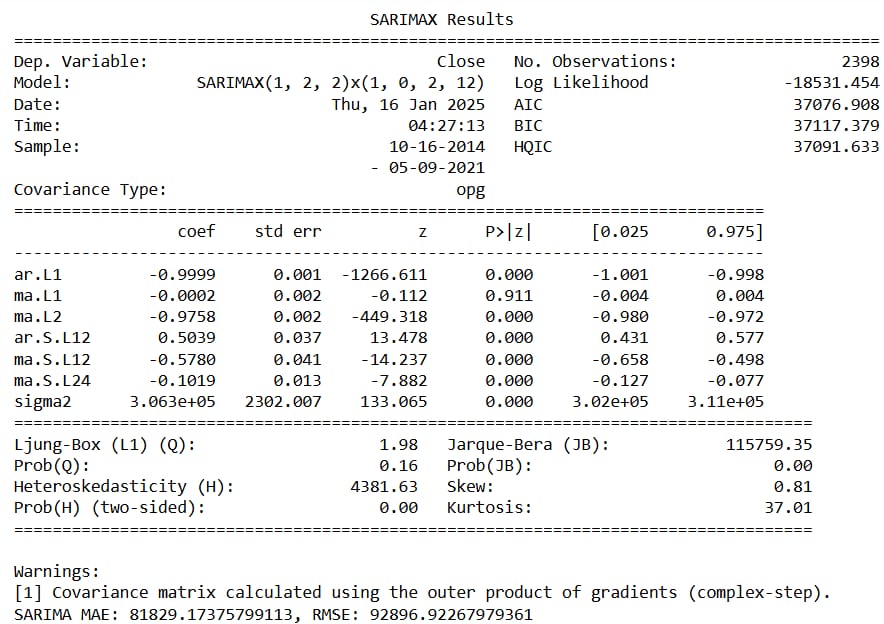 SARIMAX Results
==========================================================================================
Dep. Variable: Close No. Observations: 2398
Model: SARIMAX(1, 2, 2)x(1, 0, 2, 12) Log Likelihood -18531.454
Date: Thu, 16 Jan 2025 AIC 37076.908
Time: 04:27:13 BIC 37117.379
Sample: 10-16-2014 HQIC 37091.633
- 05-09-2021
Covariance Type: opg
==============================================================================
coef std err z P>|z| [0.025 0.975]
------------------------------------------------------------------------------
ar.L1 -0.9999 0.001 -1266.611 0.000 -1.001 -0.998
ma.L1 -0.0002 0.002 -0.112 0.911 -0.004 0.004
ma.L2 -0.9758 0.002 -449.318 0.000 -0.980 -0.972
ar.S.L12 0.5039 0.037 13.478 0.000 0.431 0.577
ma.S.L12 -0.5780 0.041 -14.237 0.000 -0.658 -0.498
ma.S.L24 -0.1019 0.013 -7.882 0.000 -0.127 -0.077
sigma2 3.063e+05 2302.007 133.065 0.000 3.02e+05 3.11e+05
===================================================================================
Ljung-Box (L1) (Q): 1.98 Jarque-Bera (JB): 115759.35
Prob(Q): 0.16 Prob(JB): 0.00
Heteroskedasticity (H): 4381.63 Skew: 0.81
Prob(H) (two-sided): 0.00 Kurtosis: 37.01
===================================================================================
Warnings:
[1] Covariance matrix calculated using the outer product of gradients (complex-step).
SARIMA MAE: 81829.17375799113, RMSE: 92896.92267979361